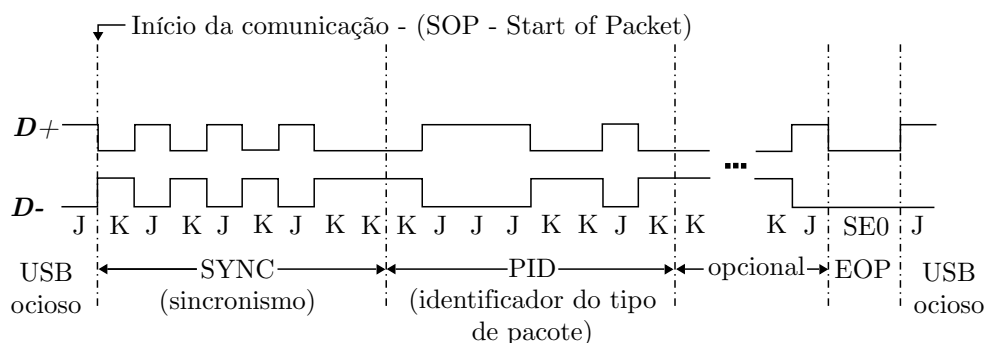 Início da comunicação - (SOP - Start of Packet)
D+
...
D-
J K J K J K J K K K J J J K K J K K K J SE0 J
USB ocioso
SYNC (sincronismo)
PID (identificador do tipo de pacote)
opcional
EOP
USB ocioso